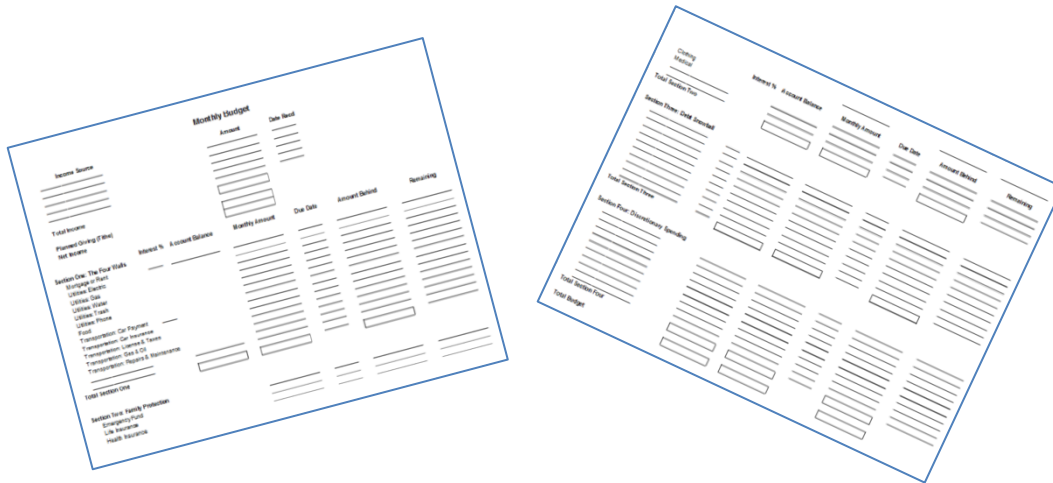 Monthly Budget
Income Source
Amount
Date Recd
Total Income
Planned Giving (Tithe)
Net Income
Interest %
Account Balance
Monthly Amount
Due Date
Amount Behind
Remaining
Section One: The Four Walls
Mortgage or Rent
Utilities: Electric
Utilities: Gas
Utilities: Water
Utilities: Trash
Utilities: Phone
Food
Transportation: Car Payment
Transportation: Car Insurance
Transportation: License & Taxes
Transportation: Gas & Oil
Transportation: Repairs & Maintenance
Total Section One
Section Two: Family Protection
Emergency Fund
Life Insurance
Health Insurance
Clothing
Medical
Total Section Two
Interest %
Account Balance
Monthly Amount
Due Date
Amount Behind
Remaining
Section Three: Debt Snowball
Total Section Three
Section Four: Discretionary Spending
Total Section Four
Total Budget